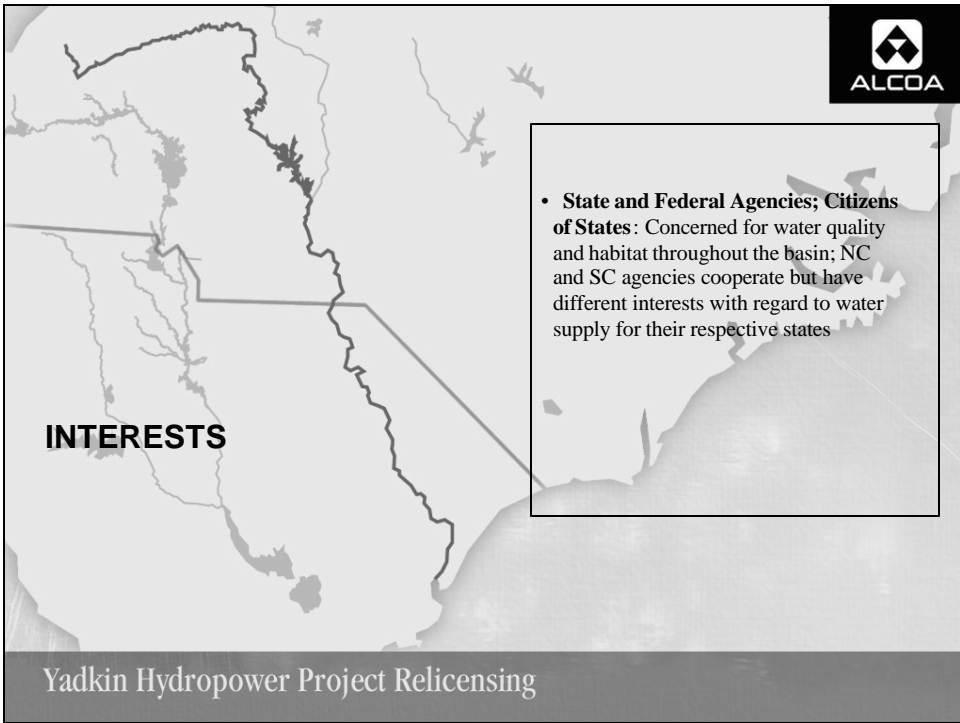 ALCOA
• State and Federal Agencies; Citizens
of States: Concerned for water quality
and habitat throughout the basin; NC
and SC agencies cooperate but have
different interests with regard to water
supply for their respective states
INTERESTS
Yadkin Hydropower Project Relicensing